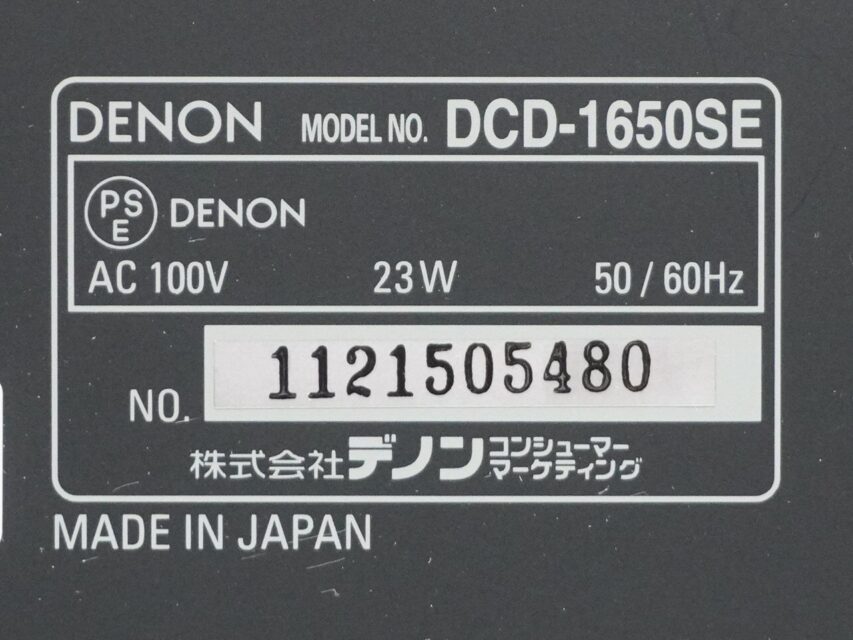 DENON MODEL NO. DCD-1650SE
PSE DENON
AC 100V 23W 50 / 60Hz
NO. 1121505480
株式会社デノン コンシューマー
マーケティング
MADE IN JAPAN